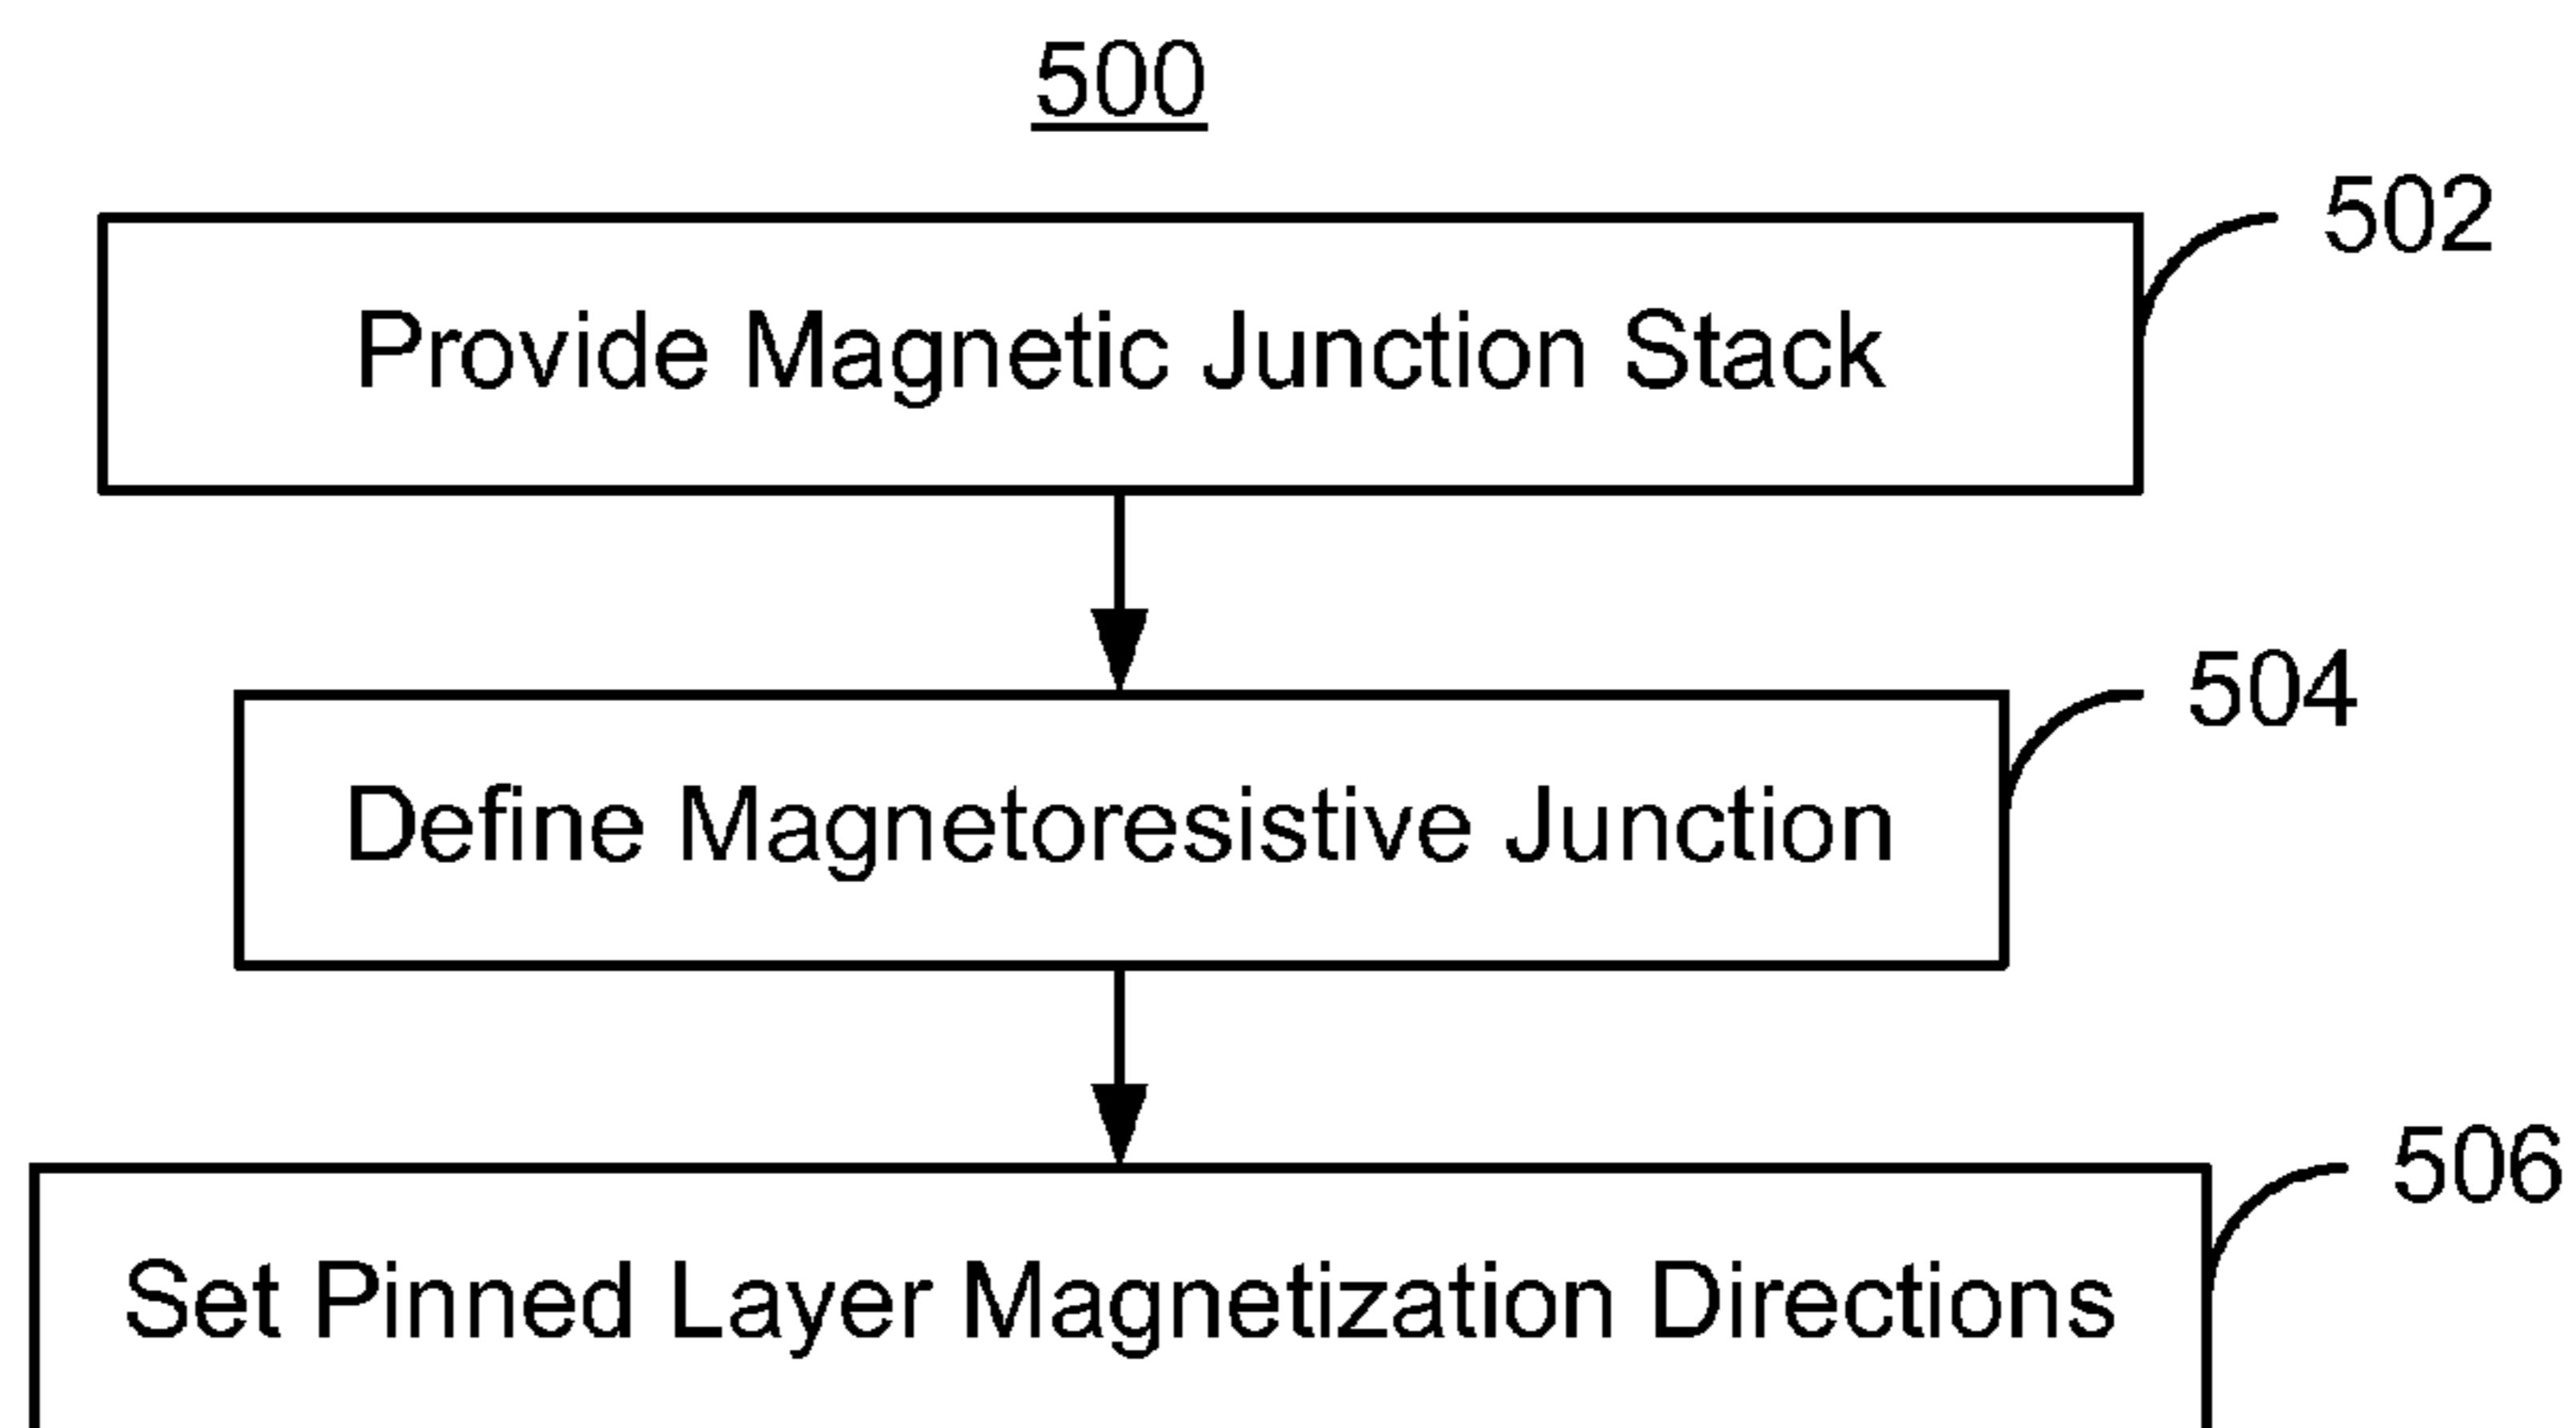 500
502
Provide Magnetic Junction Stack
504
Define Magnetoresistive Junction
506
Set Pinned Layer Magnetization Directions